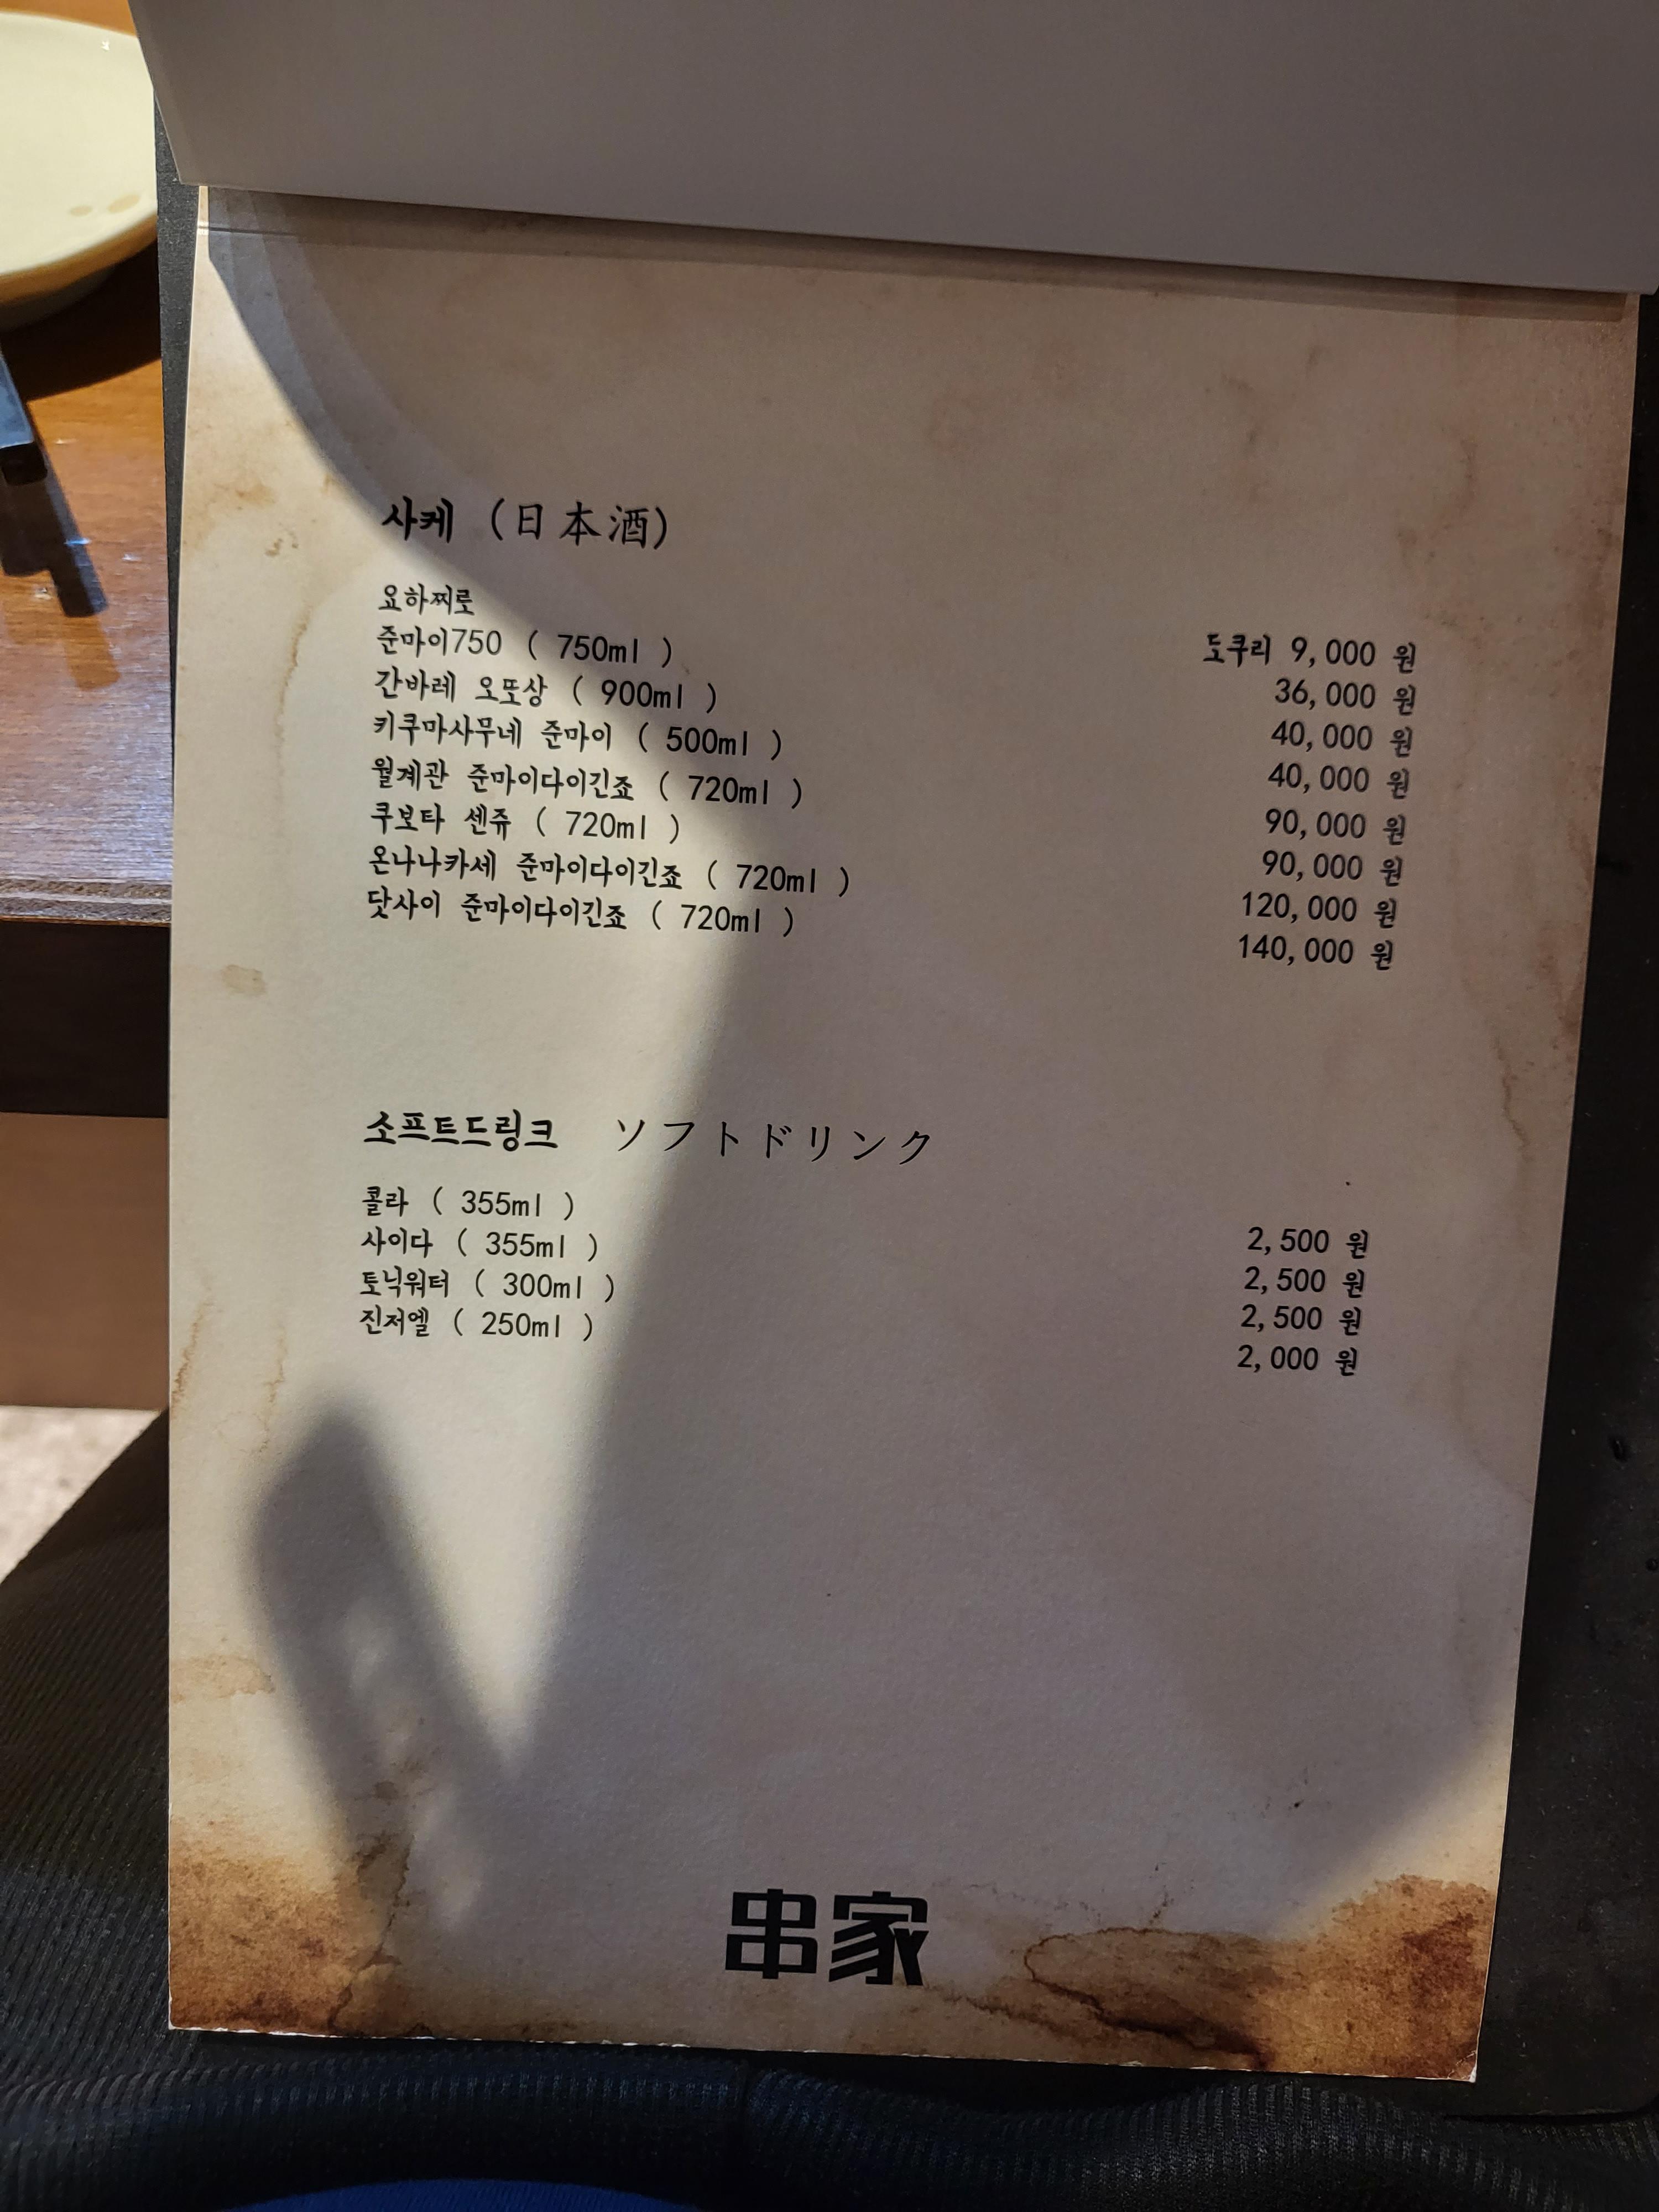 사케 (日本酒)
요하찌로 도쿠리 9,000 원
준마이750 ( 750ml ) 36,000 원
간바레 오또상 ( 900ml ) 40,000 원
키쿠마사무네 준마이 ( 500ml ) 40,000 원
월계관 준마이다이긴죠 ( 720ml ) 90,000 원
쿠보타 센쥬 ( 720ml ) 90,000 원
온나나카세 준마이다이긴죠 ( 720ml ) 120,000 원
닷사이 준마이다이긴죠 ( 720ml ) 140,000 원
소프트드링크 ソフトドリンク
콜라 ( 355ml ) 2,500 원
사이다 ( 355ml ) 2,500 원
토닉워터 ( 300ml ) 2,500 원
진저엘 ( 250ml ) 2,000 원
串家